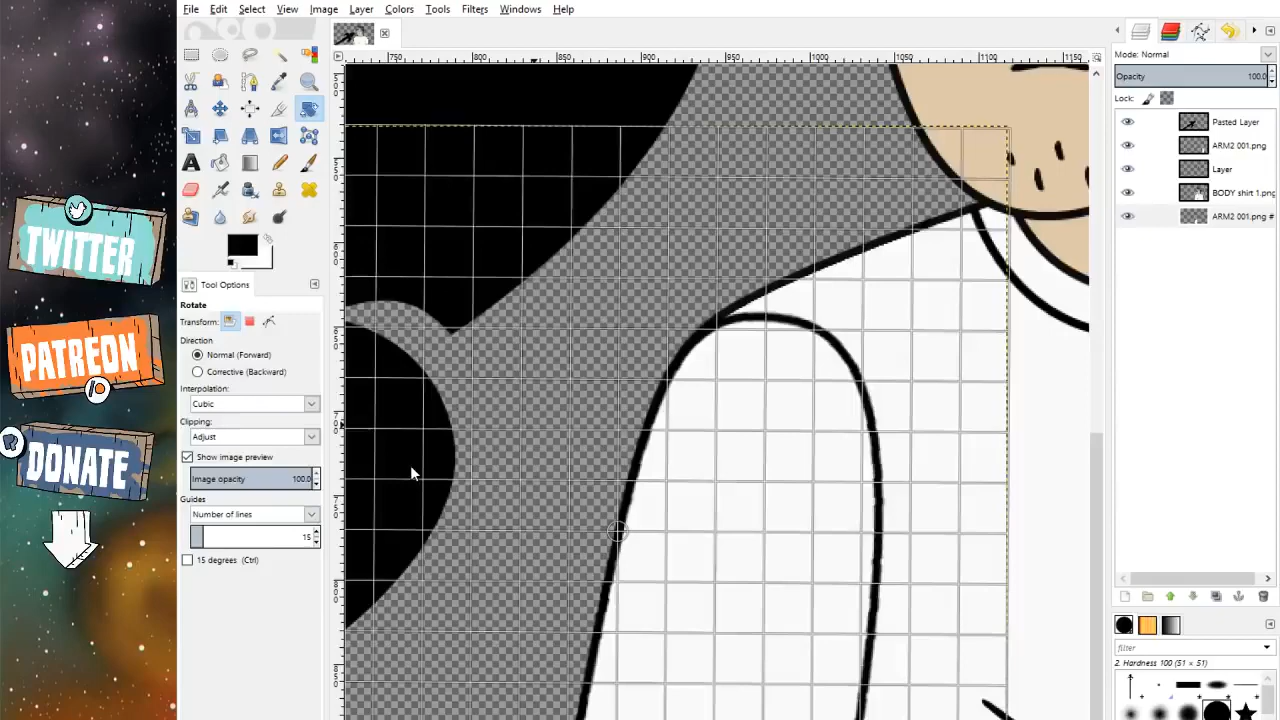 File Edit Select View Image Layer Colors Tools Filters Windows Help
750 800 850 900 950 1000 1050 1100 1150
Mode: Normal
Opacity 100.0
Lock:
Pasted Layer
ARM2 001.png
Layer
BODY shirt 1.png
ARM2 001.png #
TWITTER
PATREON
DONATE
Tool Options
Rotate
Transform:
Direction
Normal (Forward)
Corrective (Backward)
Interpolation:
Cubic
Clipping:
Adjust
Show image preview
Image opacity 100.0
Guides
Number of lines
15
15 degrees (Ctrl)
filter
2. Hardness 100 (51 × 51)